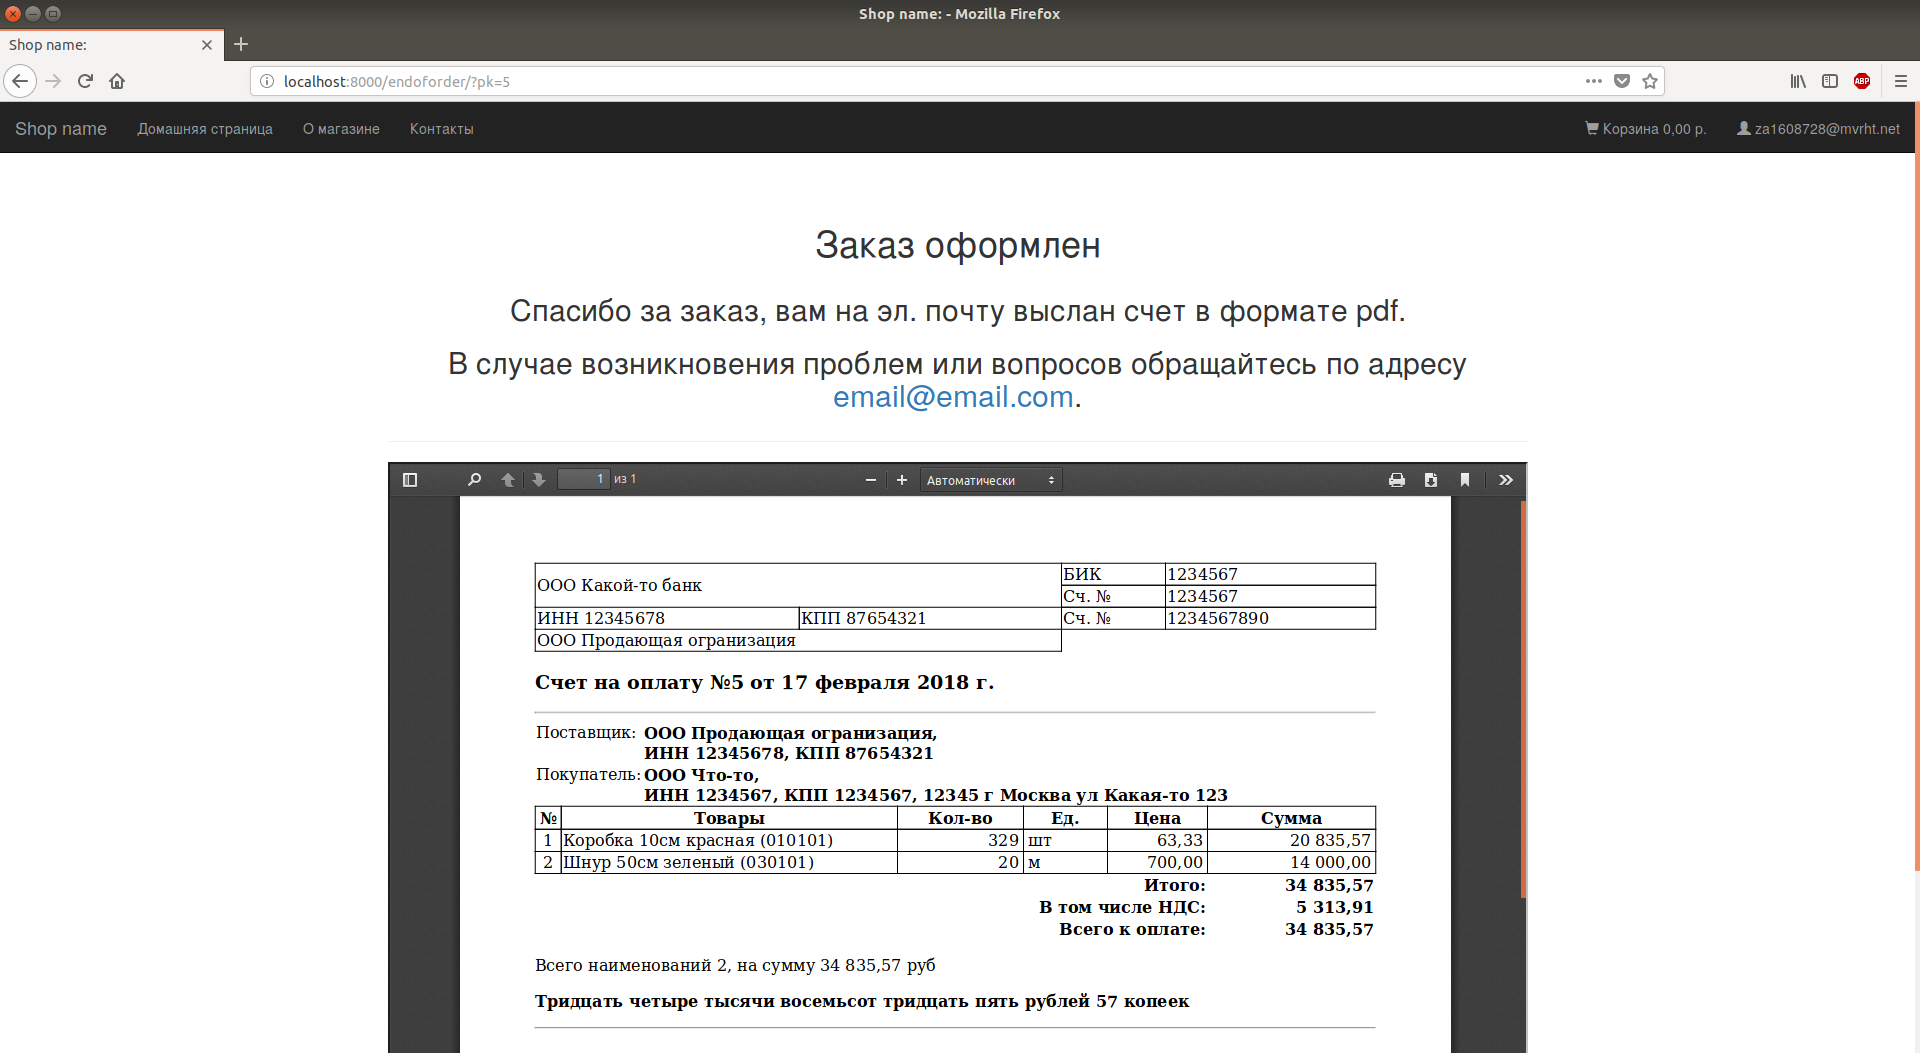 Shop name: - Mozilla Firefox
Shop name:
localhost:8000/endoforder/?pk=5
ABP
Shop name Домашняя страница О магазине Контакты Корзина 0,00 р. za1608728@mvrht.net
Заказ оформлен
Спасибо за заказ, вам на эл. почту выслан счет в формате pdf.
В случае возникновения проблем или вопросов обращайтесь по адресу
email@email.com.
1 из 1 Автоматически
ООО Какой-то банк БИК 1234567
Сч. № 1234567
ИНН 12345678 КПП 87654321 Сч. № 1234567890
ООО Продающая огранизация
Счет на оплату №5 от 17 февраля 2018 г.
Поставщик: ООО Продающая огранизация,
ИНН 12345678, КПП 87654321
Покупатель: ООО Что-то,
ИНН 1234567, КПП 1234567, 12345 г Москва ул Какая-то 123
№ Товары Кол-во Ед. Цена Сумма
1 Коробка 10см красная (010101) 329 шт 63,33 20 835,57
2 Шнур 50см зеленый (030101) 20 м 700,00 14 000,00
Итого: 34 835,57
В том числе НДС: 5 313,91
Всего к оплате: 34 835,57
Всего наименований 2, на сумму 34 835,57 руб
Тридцать четыре тысячи восемьсот тридцать пять рублей 57 копеек